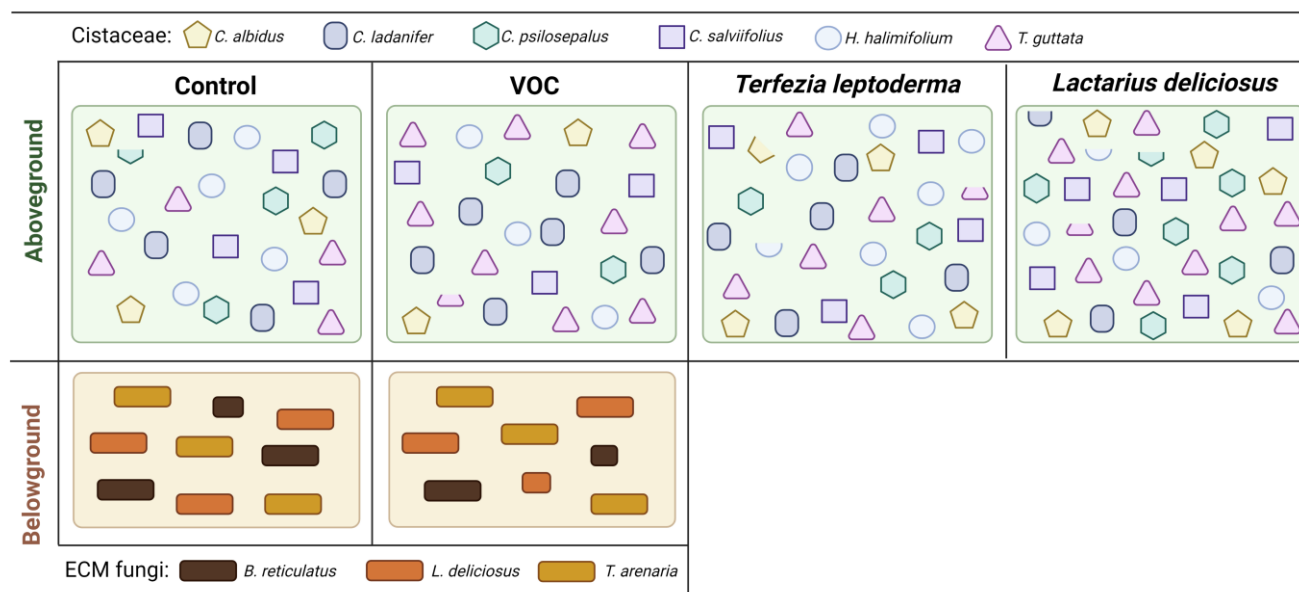 Cistaceae: C. albidus C. ladanifer C. psilosepalus C. salviifolius H. halimifolium T. guttata
Control VOC Terfezia leptoderma Lactarius deliciosus
Aboveground
Belowground
ECM fungi: B. reticulatus L. deliciosus T. arenaria